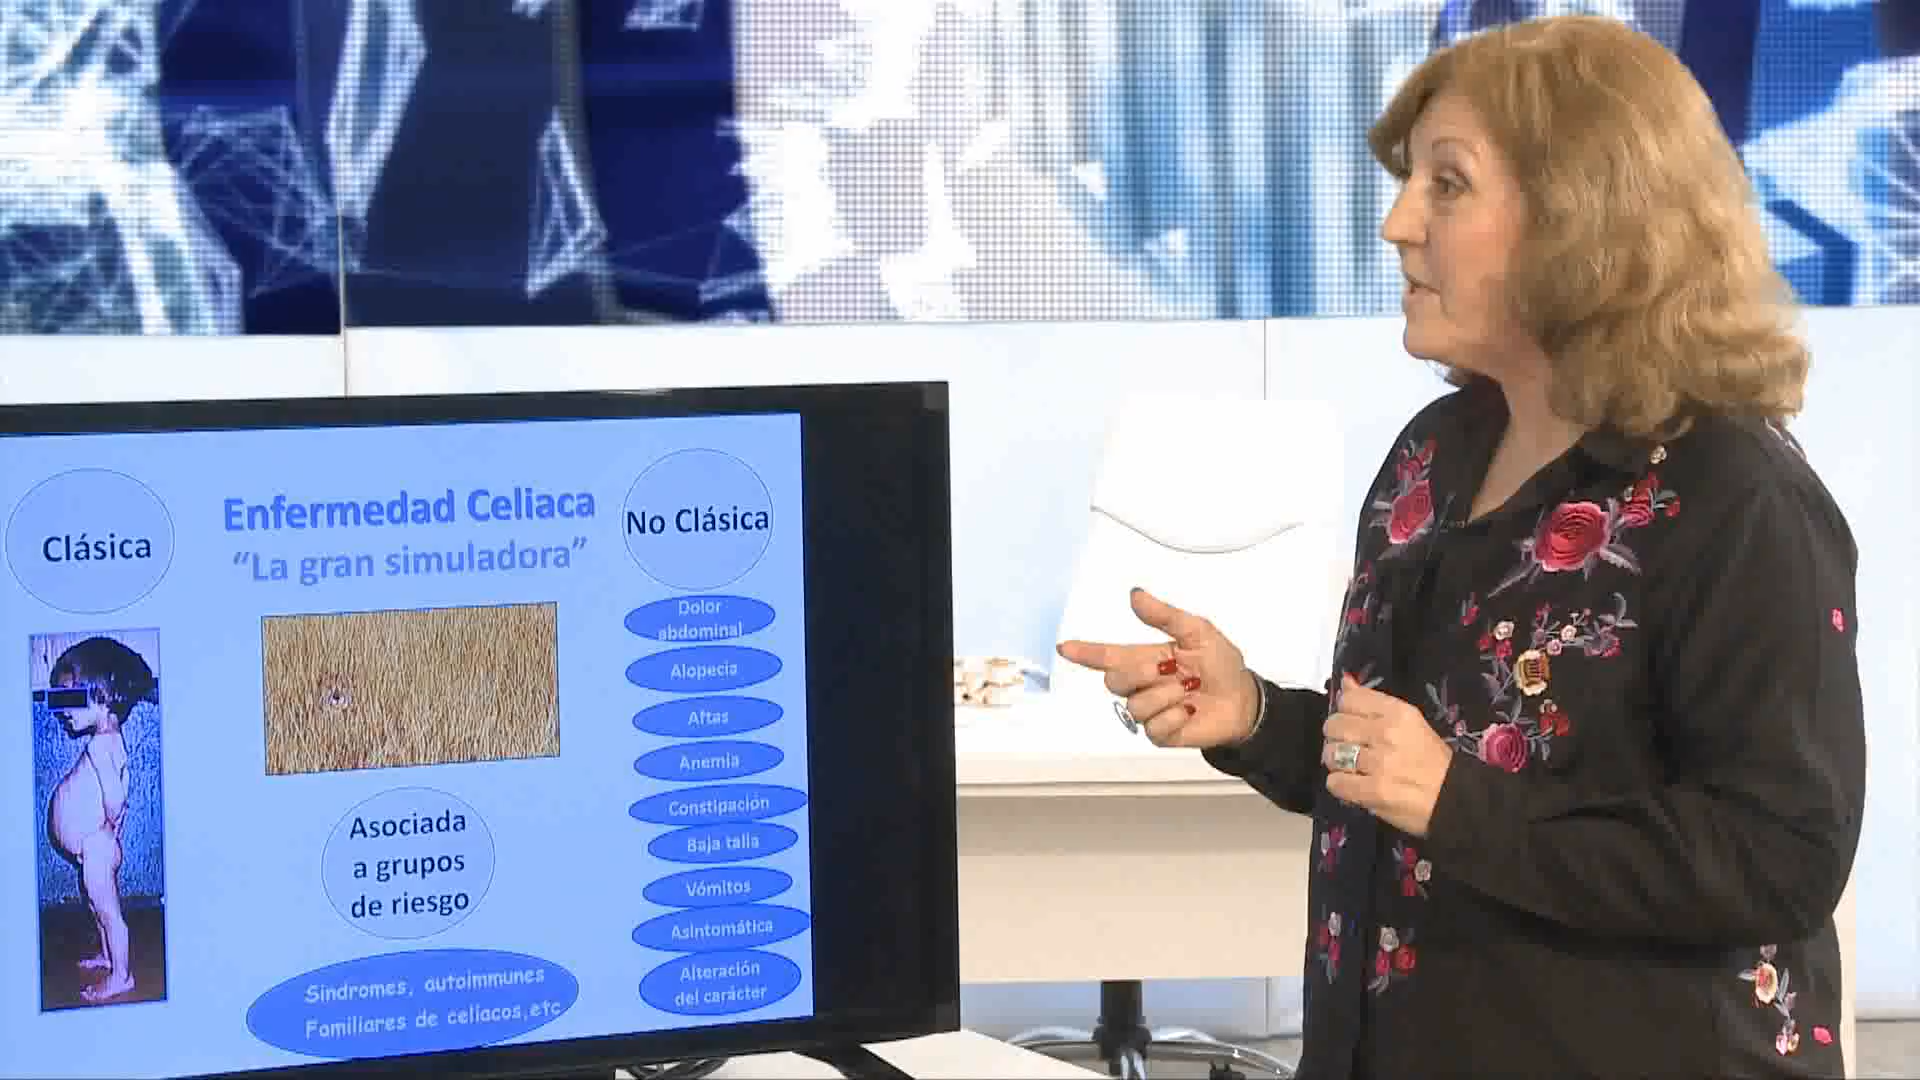 Clásica
Enfermedad Celiaca
“La gran simuladora”
No Clásica
Dolor
abdominal
Alopecia
Aftas
Anemia
Constipación
Baja talla
Vómitos
Asintomática
Alteración
del carácter
Asociada
a grupos
de riesgo
Sindromes, autoinmunes
Familiares de celiacos,etc